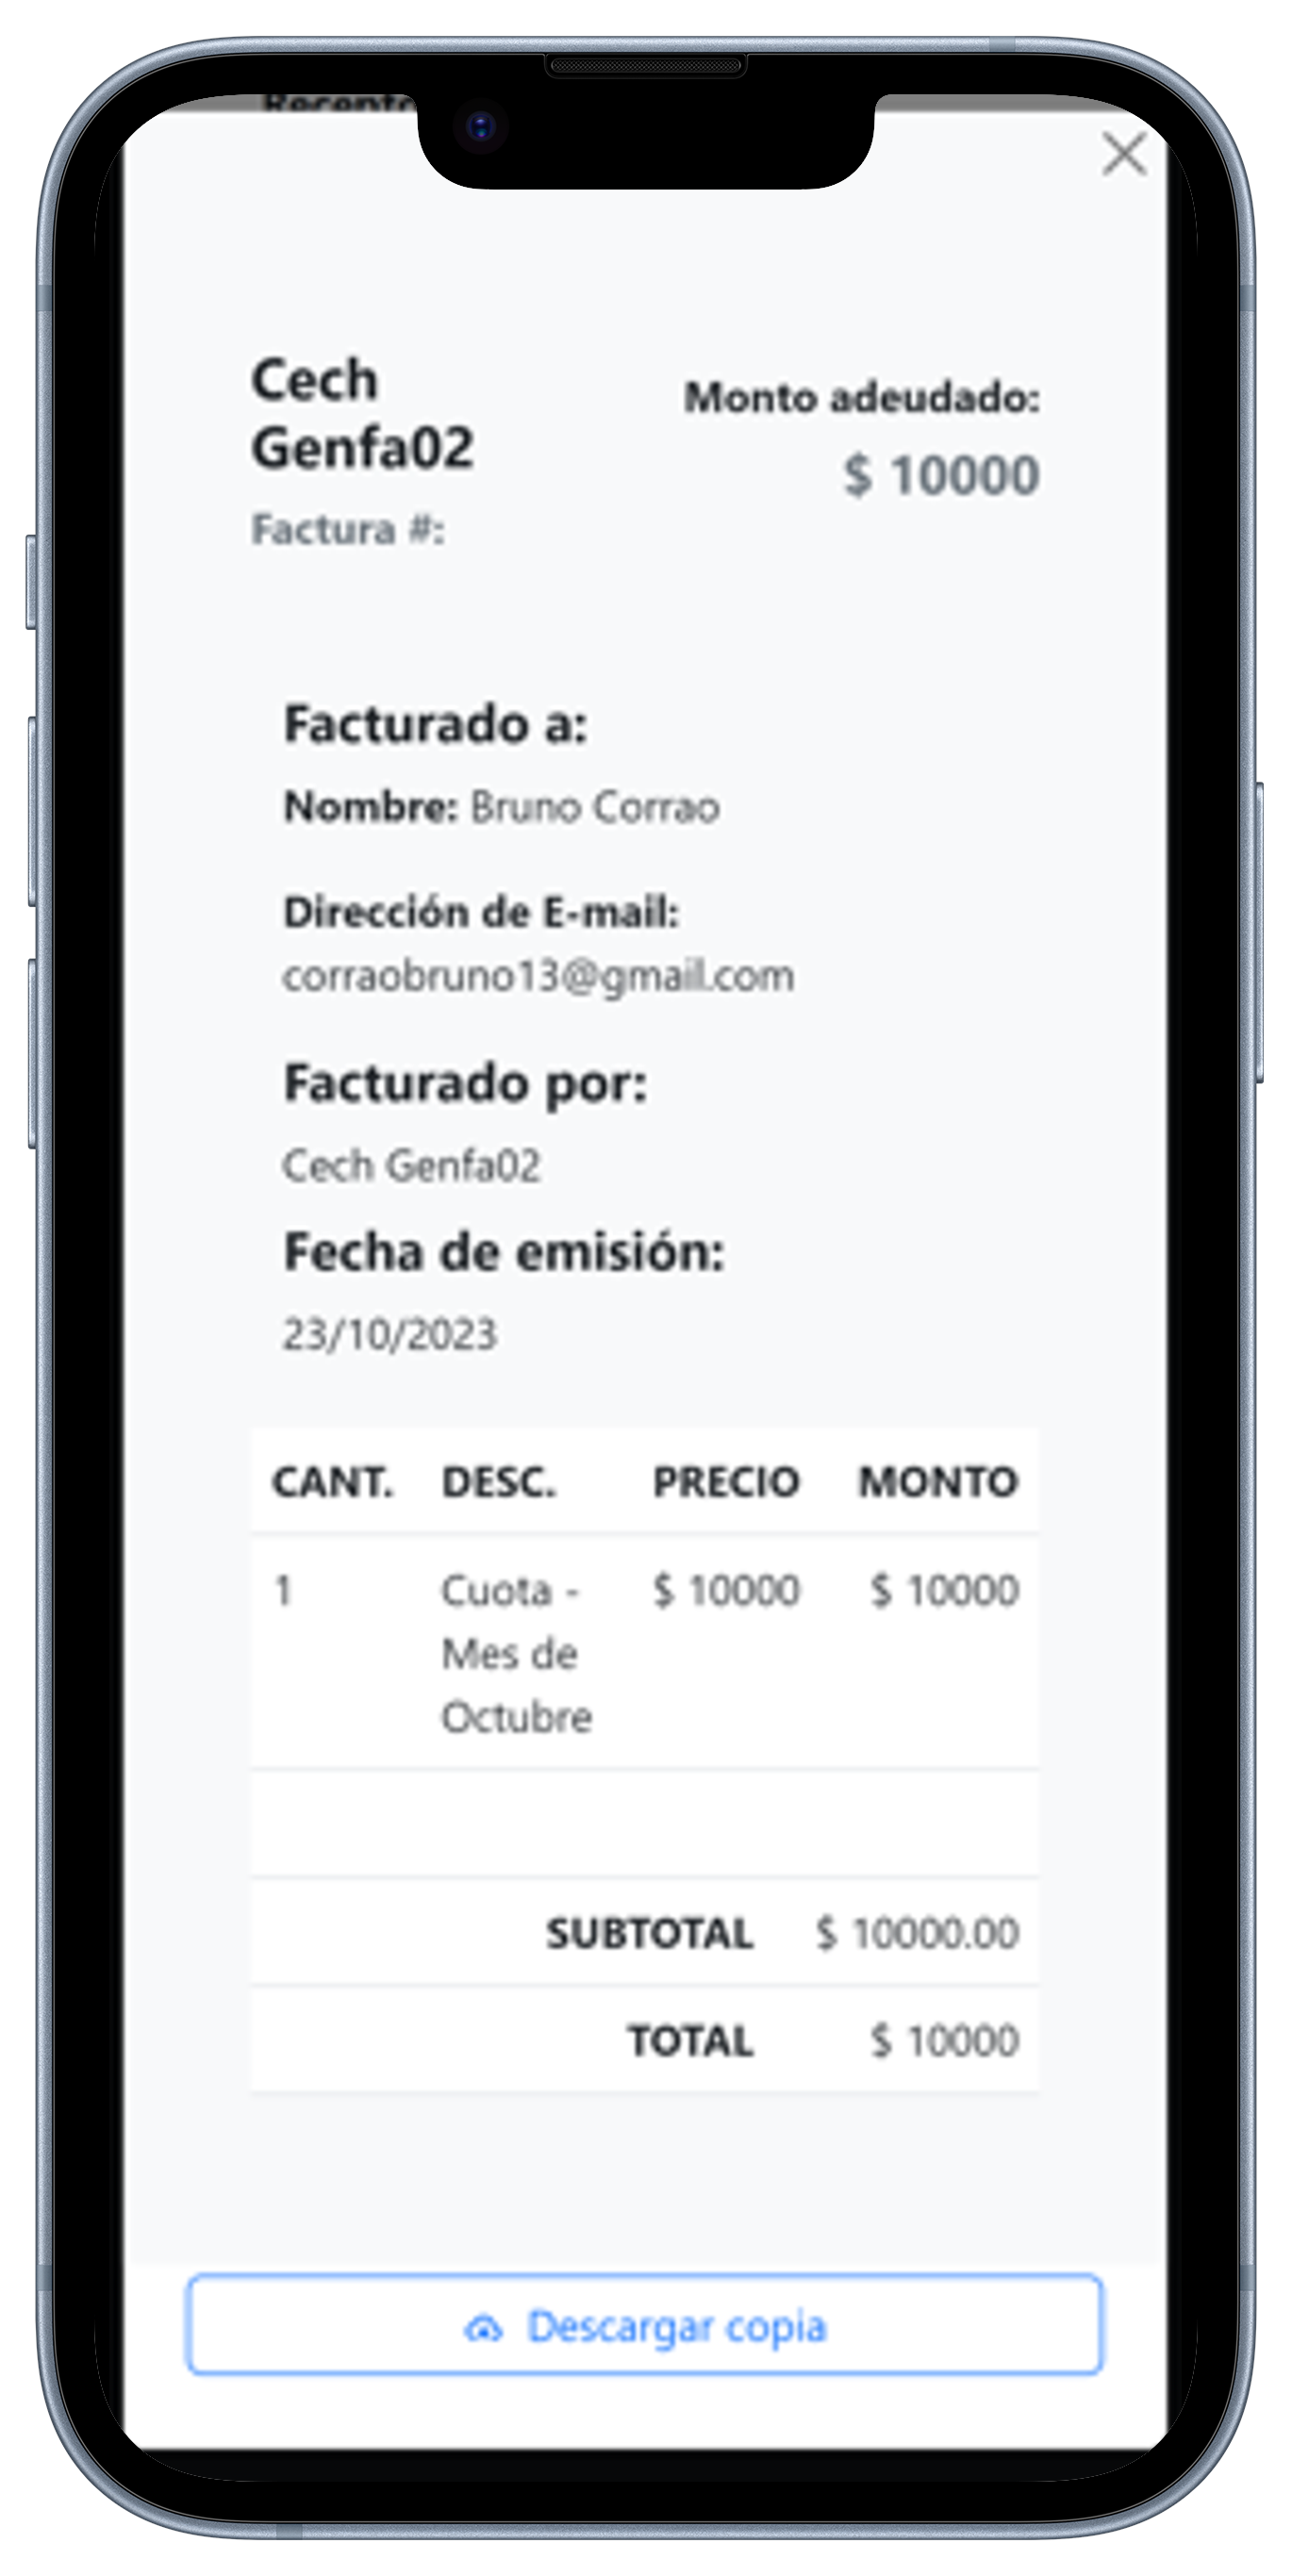 Cech
Genfa02
Factura #:
Monto adeudado:
$ 10000
Facturado a:
Nombre: Bruno Corrao
Dirección de E-mail:
corraobruno13@gmail.com
Facturado por:
Cech Genfa02
Fecha de emisión:
23/10/2023
CANT. DESC. PRECIO MONTO
1 Cuota - $ 10000 $ 10000
Mes de
Octubre
SUBTOTAL $ 10000.00
TOTAL $ 10000
Descargar copia